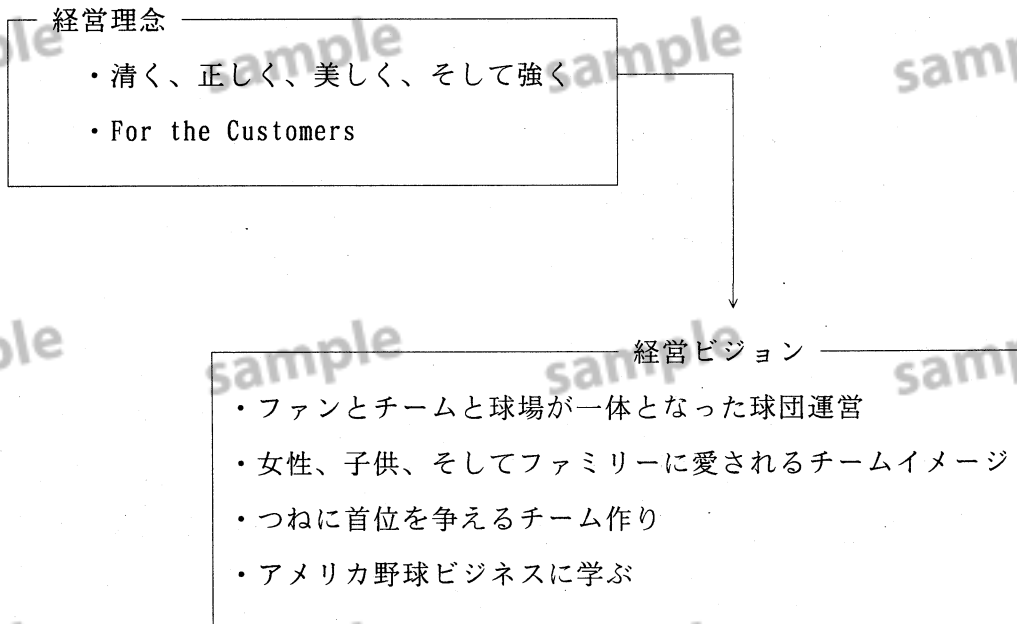 経営理念
・清く、正しく、美しく、そして強く
・For the Customers
経営ビジョン
・ファンとチームと球場が一体となった球団運営
・女性、子供、そしてファミリーに愛されるチームイメージ
・つねに首位を争えるチーム作り
・アメリカ野球ビジネスに学ぶ
sample
sample
sample
sample